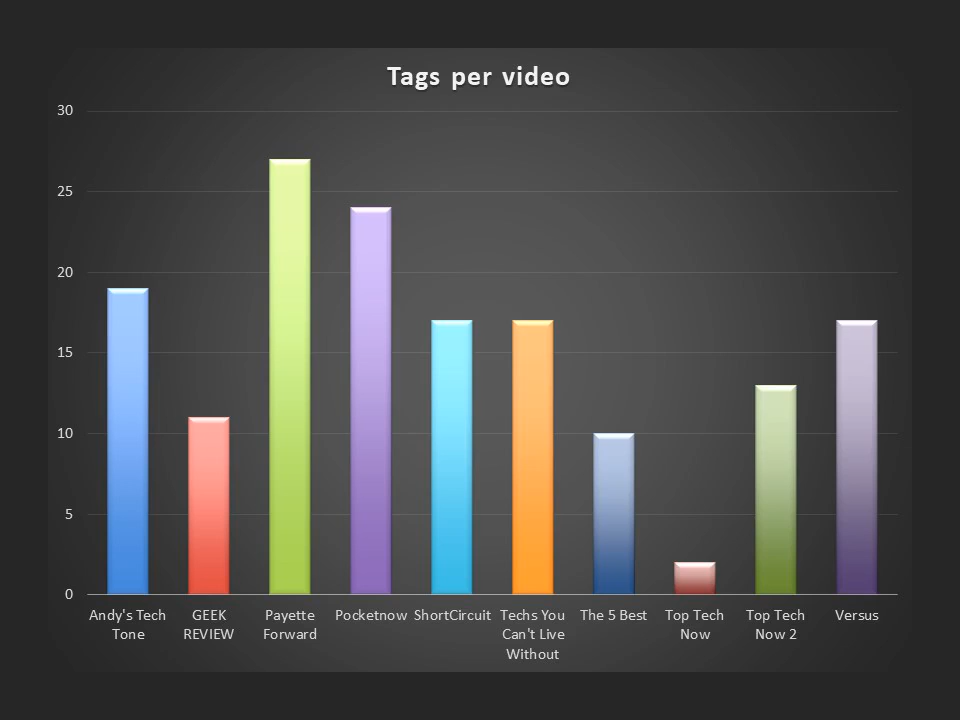 Tags per video
30
25
20
15
10
5
0
Andy's Tech Tone
GEEK REVIEW
Payette Forward
Pocketnow
ShortCircuit
Techs You Can't Live Without
The 5 Best
Top Tech Now
Top Tech Now 2
Versus